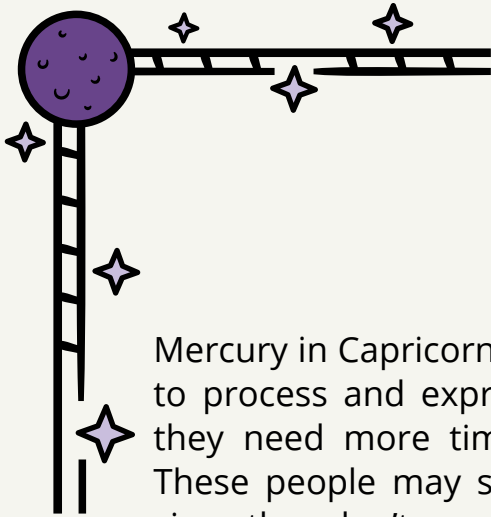 Mercury in Capricorn
to process and expr
they need more tim
These people may s